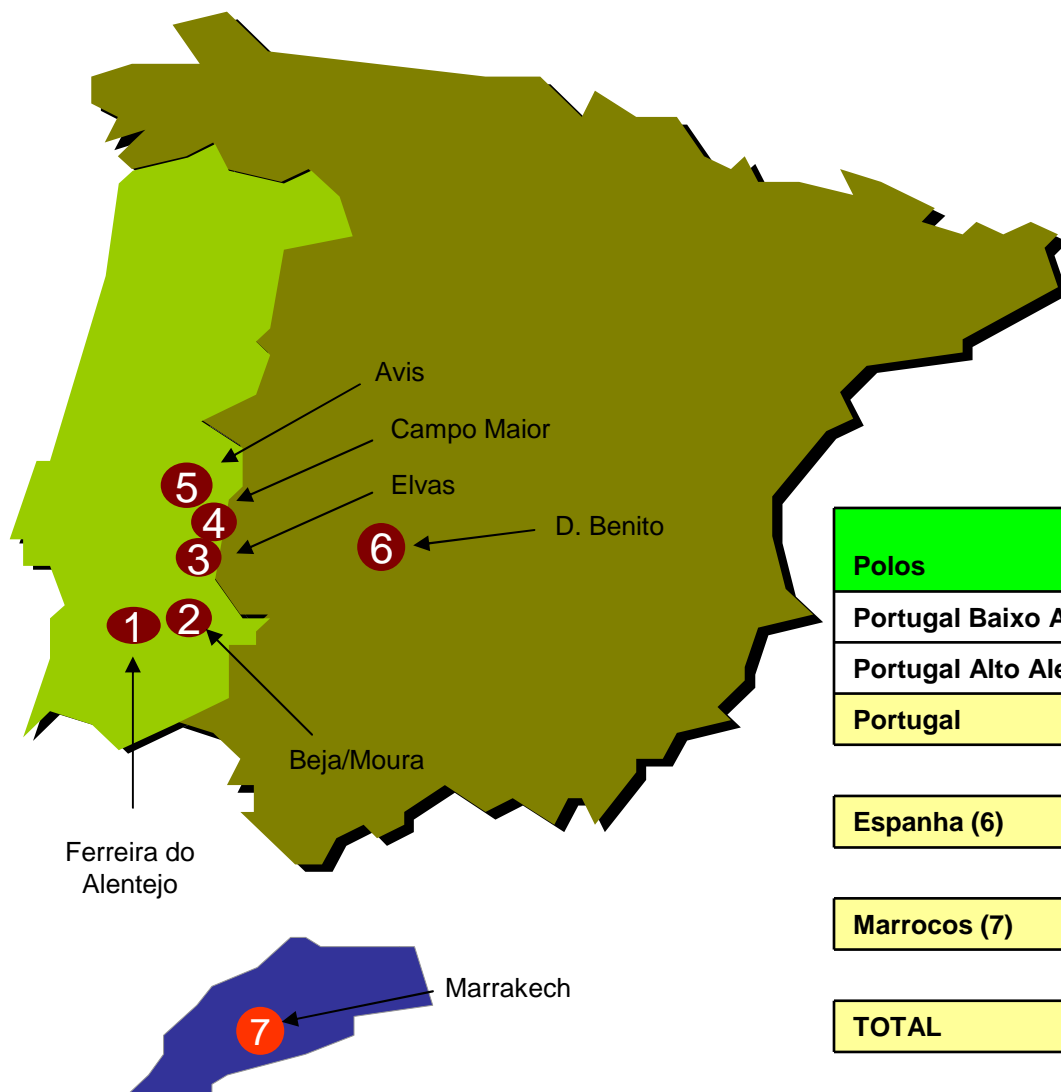 Avis
Campo Maior
5
Elvas
4
D. Benito
6
3
Polos
2
1
Portugal Baixo A
Portugal Alto Ale
Portugal
Beja/Moura
Espanha (6)
Ferreira do
Alentejo
Marrocos (7)
Marrakech
7
TOTAL